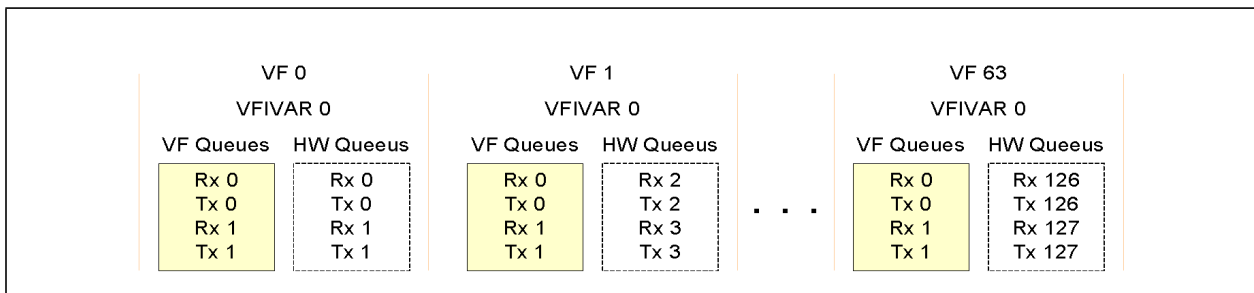 VF 0
VFIVAR 0
VF Queues HW Queeus
Rx 0 Rx 0
Tx 0 Tx 0
Rx 1 Rx 1
Tx 1 Tx 1
VF 1
VFIVAR 0
VF Queues HW Queeus
Rx 0 Rx 2
Tx 0 Tx 2
Rx 1 Rx 3
Tx 1 Tx 3
. . .
VF 63
VFIVAR 0
VF Queues HW Queeus
Rx 0 Rx 126
Tx 0 Tx 126
Rx 1 Rx 127
Tx 1 Tx 127